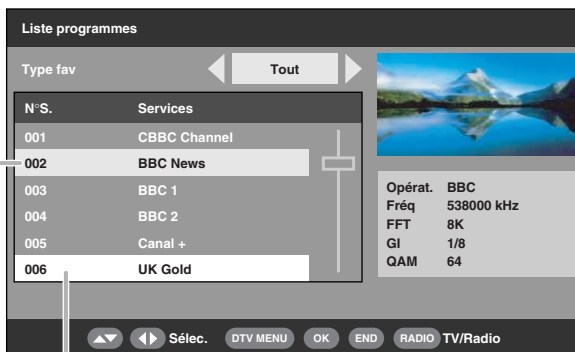 Liste programmes
Type fav Tout
N°S. Services
001 CBBC Channel
002 BBC News
003 BBC 1
004 BBC 2
005 Canal +
006 UK Gold
Opérat. BBC
Fréq 538000 kHz
FFT 8K
GI 1/8
QAM 64
Sélec. DTV MENU OK END RADIO TV/Radio